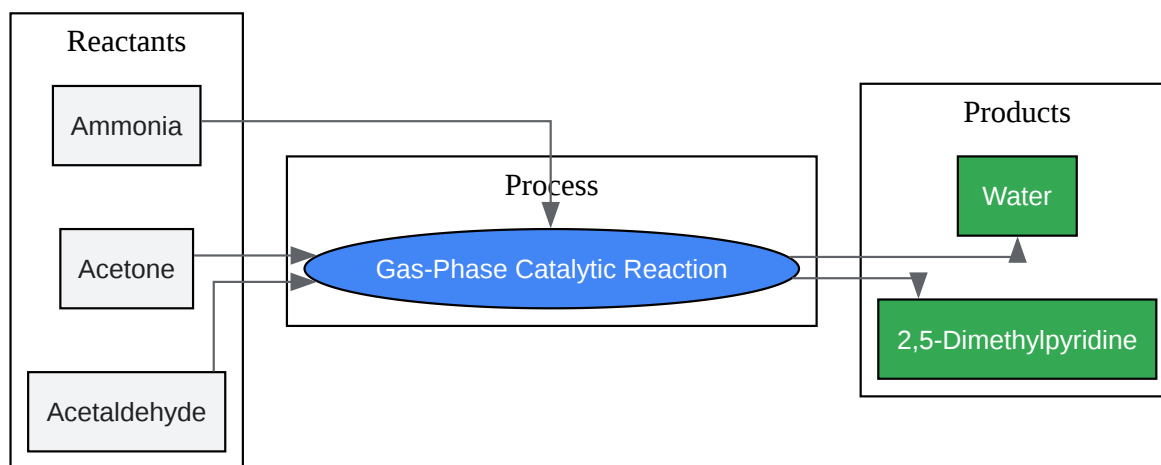 Reactants
Ammonia
Acetone
Acetaldehyde
Process
Gas-Phase Catalytic Reaction
Products
Water
2,5-Dimethylpyridine